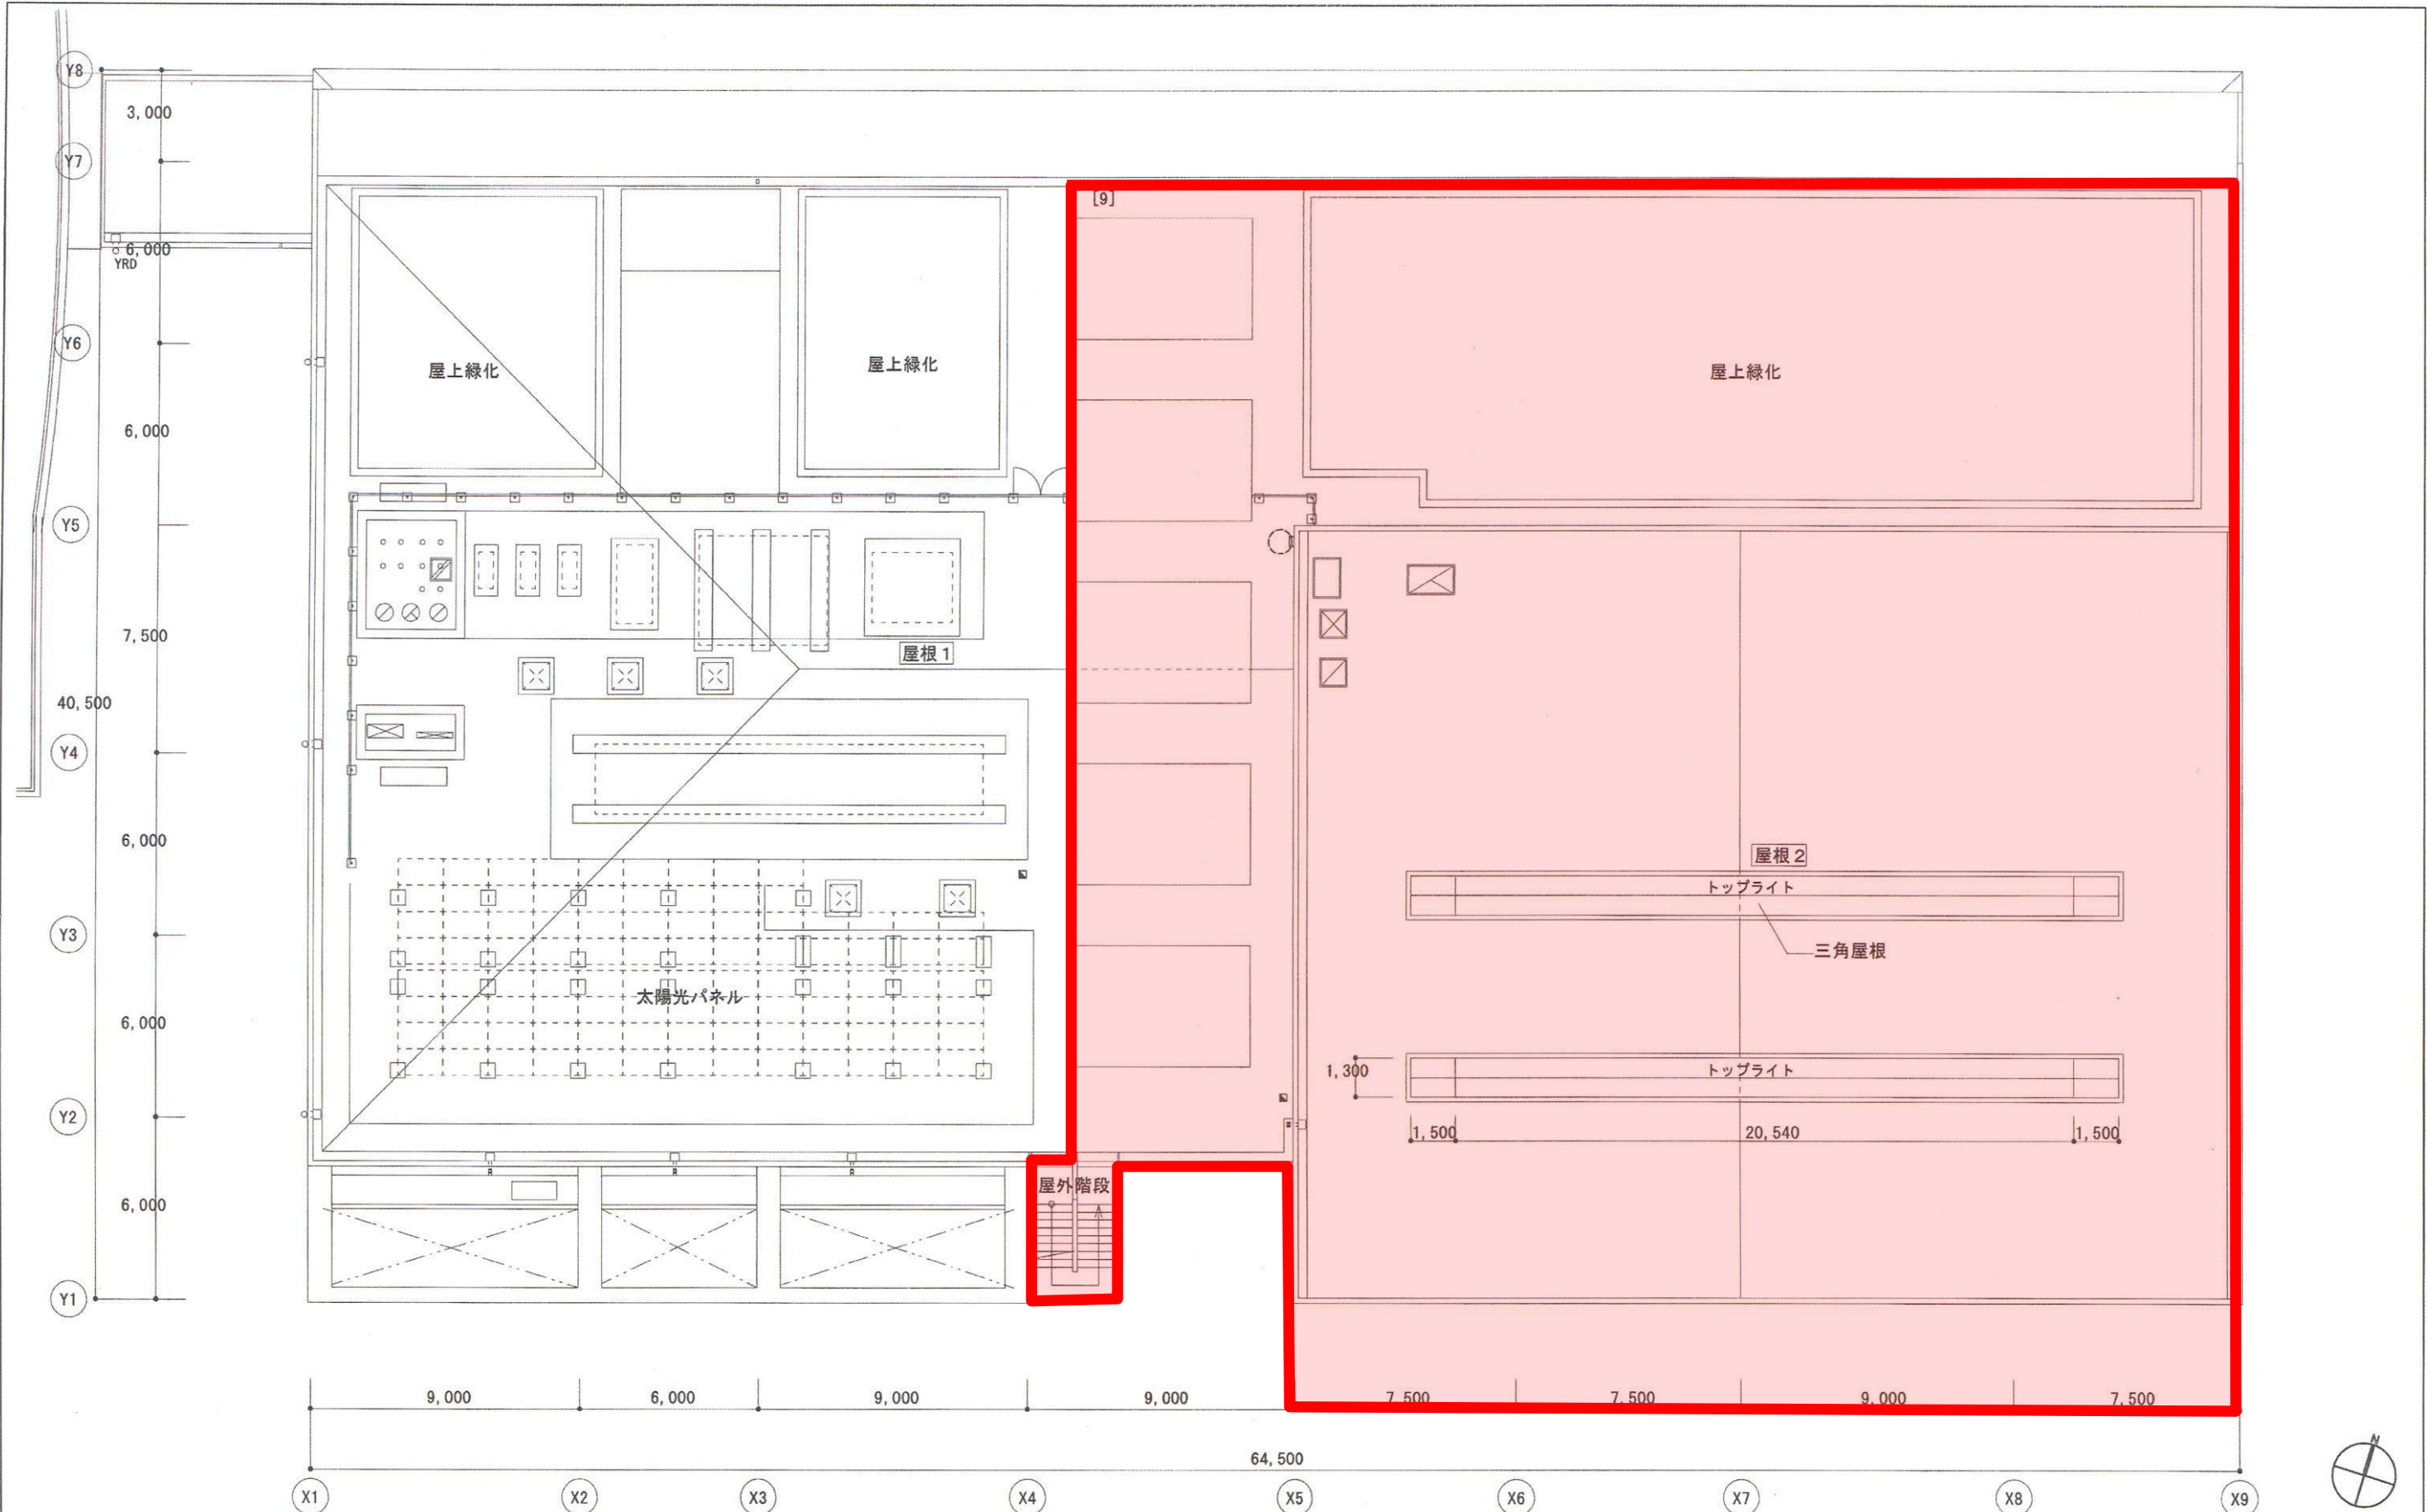 Y8
3,000
Y7
[9]
6,000
YRD
Y6
屋上緑化
屋上緑化
屋上緑化
6,000
Y5
7,500
屋根1
40,500
Y4
6,000
屋根2
トップライト
Y3
三角屋根
太陽光パネル
6,000
1,300
トップライト
Y2
1,500
20,540
1,500
屋外階段
6,000
Y1
9,000
6,000
9,000
9,000
7,500
7,500
9,000
7,500
64,500
N
X1
X2
X3
X4
X5
X6
X7
X8
X9